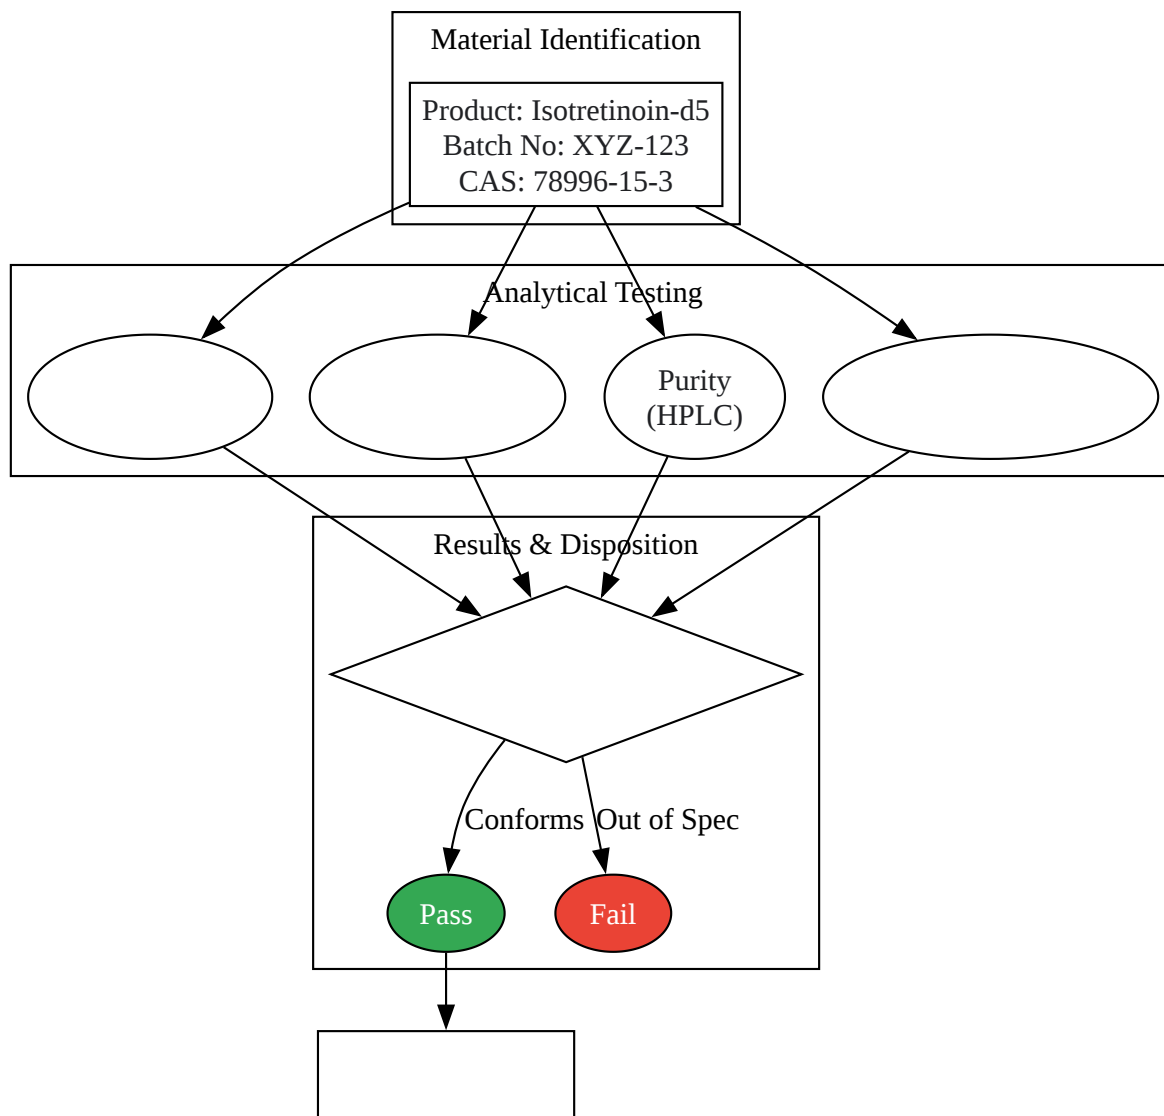 Material Identification
Product: Isotretinoin-d5
Batch No: XYZ-123
CAS: 78996-15-3
Analytical Testing
Purity
(HPLC)
Results & Disposition
Conforms
Out of Spec
Pass
Fail